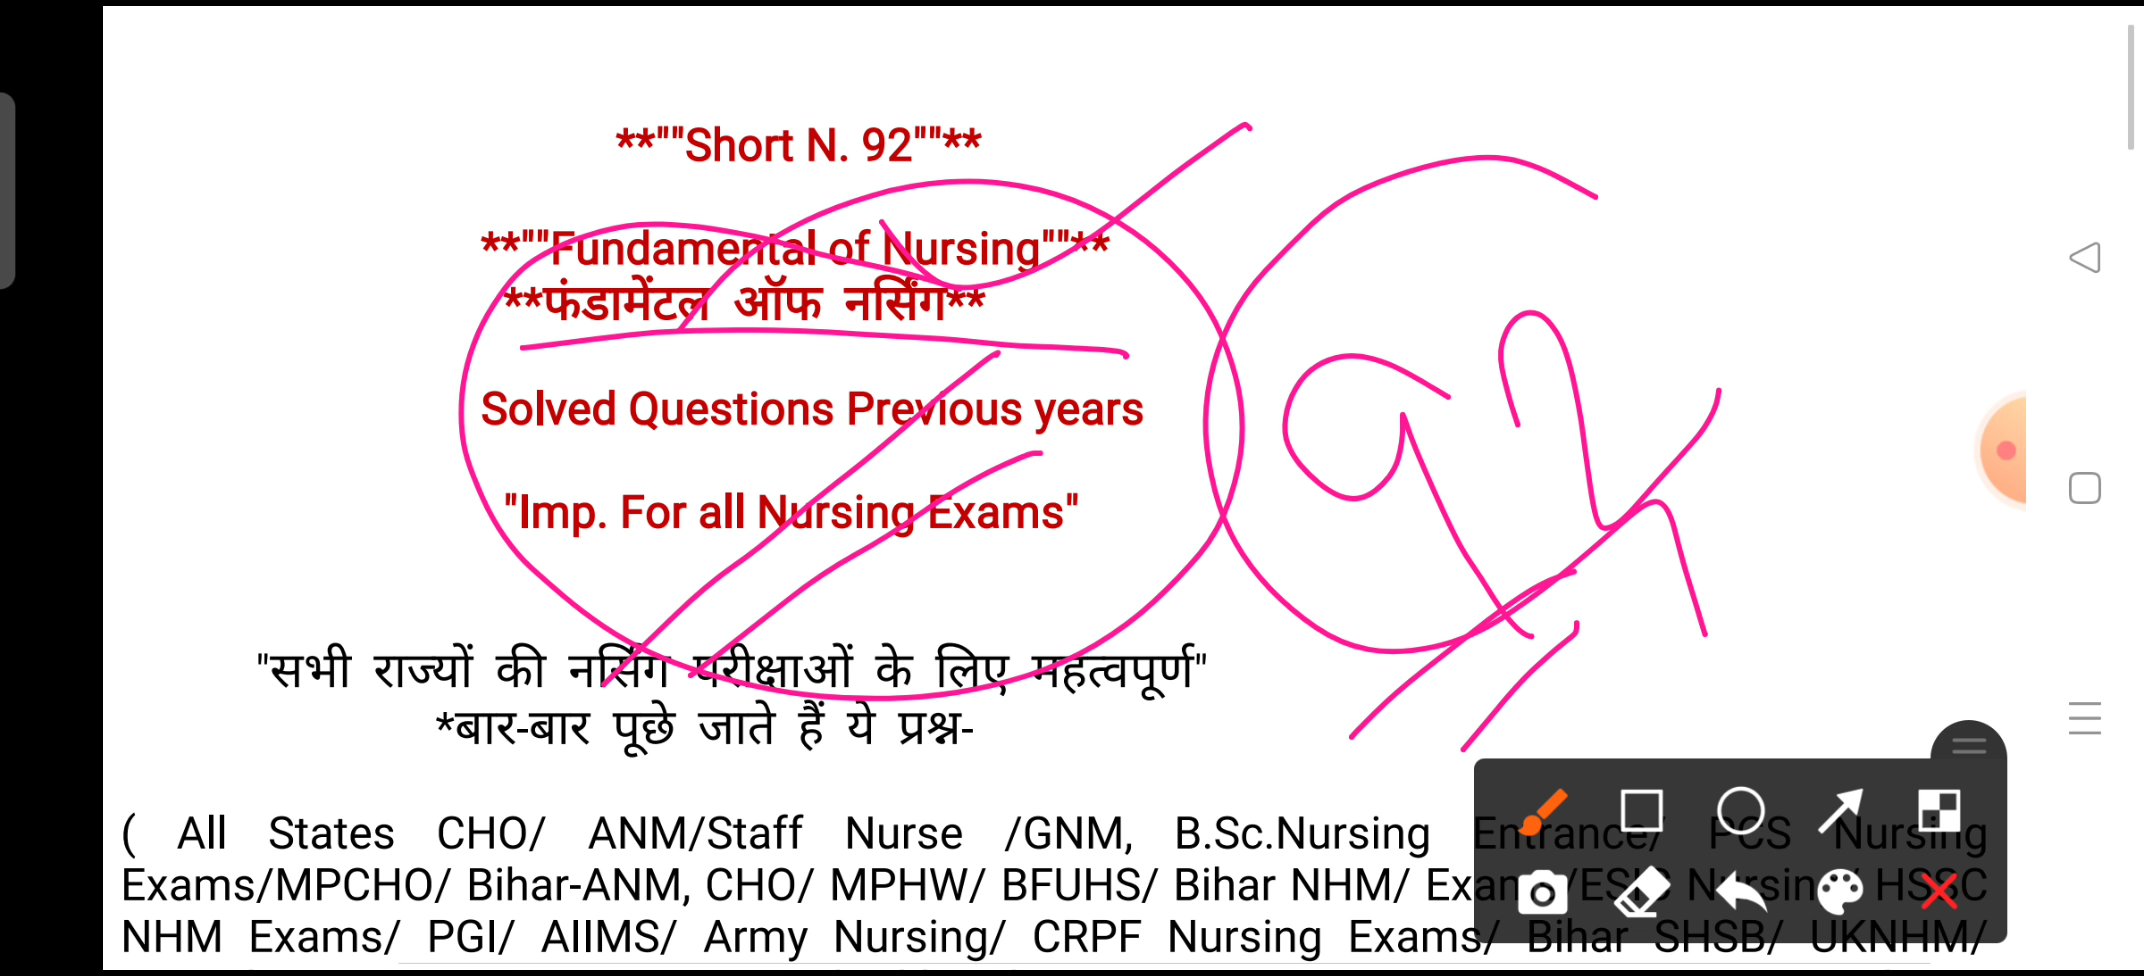 **""Short N. 92""**
**""Fundamental of Nursing""**
**फंडामेंटल ऑफ नर्सिंग**
Solved Questions Previous years
"Imp. For all Nursing Exams"
92
"सभी राज्यों की नर्सिंग परीक्षाओं के लिए महत्वपूर्ण"
*बार-बार पूछे जाते हैं ये प्रश्न-
( All States CHO/ ANM/Staff Nurse /GNM, B.Sc.Nursing Entrance/ PCS Nursing
Exams/MPCHO/ Bihar-ANM, CHO/ MPHW/ BFUHS/ Bihar NHM/ HSSC
NHM Exams/ PGI/ AIIMS/ Army Nursing/ CRPF Nursing Exams/ Bihar SHSB/ UKNHM/